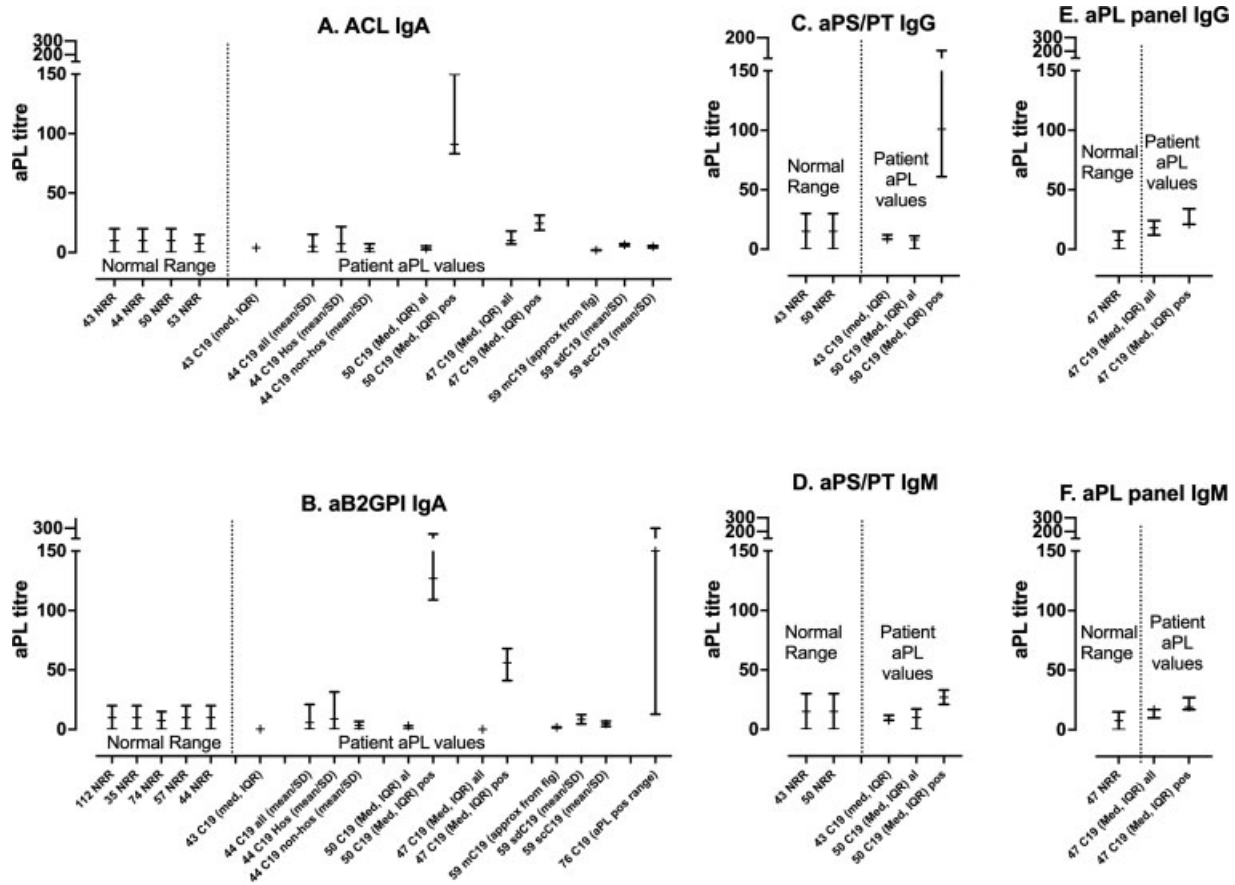 A. ACL IgA
300
200
150
100
50
0
aPL titre
Normal Range
Patient aPL values
43 NRR
44 NRR
50 NRR
53 NRR
43 C19 (med, IQR)
44 C19 all (mean/SD)
44 C19 Hos (mean/SD)
44 C19 non-hos (mean/SD)
50 C19 (Med, IQR) al
50 C19 (Med, IQR) pos
47 C19 (Med, IQR) all
47 C19 (Med, IQR) pos
59 mC19 (approx from fig)
59 sdC19 (mean/SD)
59 scC19 (mean/SD)
C. aPS/PT IgG
200
150
100
50
0
aPL titre
Normal
Range
Patient
aPL
values
43 NRR
50 NRR
43 C19 (med, IQR)
50 C19 (Med, IQR) al
50 C19 (Med, IQR) pos
E. aPL panel IgG
300
200
150
100
50
0
aPL titre
Normal
Range
Patient
aPL
values
47 NRR
47 C19 (Med, IQR) all
47 C19 (Med, IQR) pos
B. aB2GPI IgA
300
200
150
100
50
0
aPL titre
Normal Range
Patient aPL values
112 NRR
35 NRR
74 NRR
57 NRR
44 NRR
43 C19 (med, IQR)
44 C19 all (mean/SD)
44 C19 Hos (mean/SD)
44 C19 non-hos (mean/SD)
50 C19 (Med, IQR) al
50 C19 (Med, IQR) pos
47 C19 (Med, IQR) all
47 C19 (Med, IQR) pos
59 mC19 (approx from fig)
59 sdC19 (mean/SD)
59 scC19 (mean/SD)
76 C19 (aPL pos range)
D. aPS/PT IgM
300
200
150
100
50
0
aPL titre
Normal
Range
Patient
aPL
values
43 NRR
50 NRR
43 C19 (med, IQR)
50 C19 (Med, IQR) al
50 C19 (Med, IQR) pos
F. aPL panel IgM
300
200
150
100
50
0
aPL titre
Normal
Range
Patient
aPL
values
47 NRR
47 C19 (Med, IQR) all
47 C19 (Med, IQR) pos